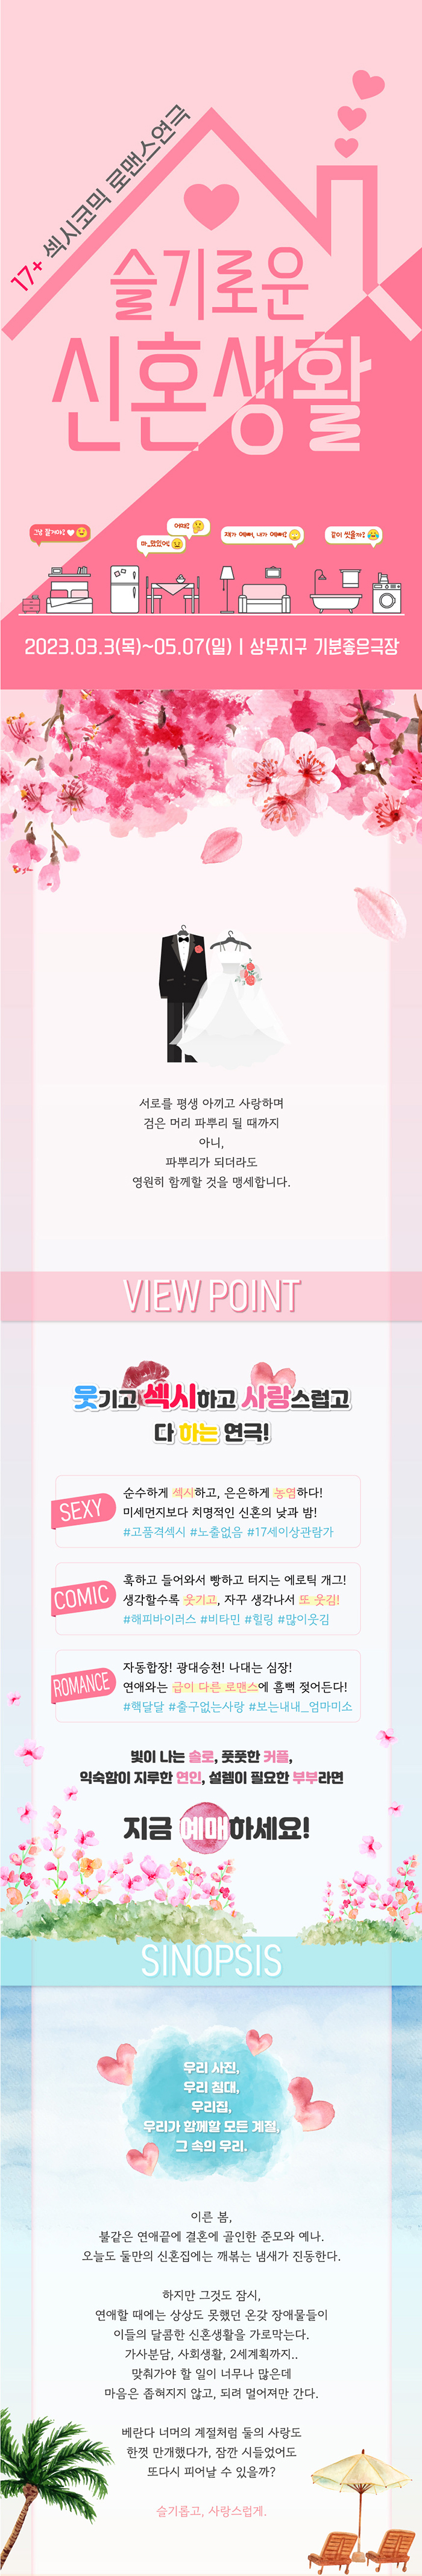 17+ 섹시코믹 로맨스연극
슬기로운
신혼생활
그냥 잘거야?
마_맛있어
어때?
쟤가 예뻐, 내가 예뻐?
같이 씻을까?
2023.03.3(목)~05.07(일) | 상무지구 기분좋은극장
서로를 평생 아끼고 사랑하며
검은 머리 파뿌리 될 때까지
아니,
파뿌리가 되더라도
영원히 함께할 것을 맹세합니다.
VIEW POINT
웃기고 섹시하고 사랑스럽고
다 하는 연극!
SEXY
순수하게 섹시하고, 은은하게 농염하다!
미세먼지보다 치명적인 신혼의 낮과 밤!
#고품격섹시 #노출없음 #17세이상관람가
COMIC
훅하고 들어와서 빵하고 터지는 에로틱 개그!
생각할수록 웃기고, 자꾸 생각나서 또 웃김!
#해피바이러스 #비타민 #힐링 #많이웃김
ROMANCE
자동합장! 광대승천! 나대는 심장!
연애와는 급이 다른 로맨스에 흠뻑 젖어든다!
#핵달달 #출구없는사랑 #보는내내_엄마미소
빛이 나는 솔로, 풋풋한 커플,
익숙함이 지루한 연인, 설렘이 필요한 부부라면
지금 예매하세요!
SINOPSIS
우리 사진,
우리 침대,
우리집,
우리가 함께할 모든 계절,
그 속의 우리.
이른 봄,
불같은 연애끝에 결혼에 골인한 준모와 예나.
오늘도 둘만의 신혼집에는 깨볶는 냄새가 진동한다.
하지만 그것도 잠시,
연애할 때에는 상상도 못했던 온갖 장애물들이
이들의 달콤한 신혼생활을 가로막는다.
가사분담, 사회생활, 2세계획까지..
맞춰가야 할 일이 너무나 많은데
마음은 좁혀지지 않고, 되려 멀어져만 간다.
베란다 너머의 계절처럼 둘의 사랑도
한껏 만개했다가, 잠깐 시들었어도
또다시 피어날 수 있을까?
슬기롭고, 사랑스럽게.